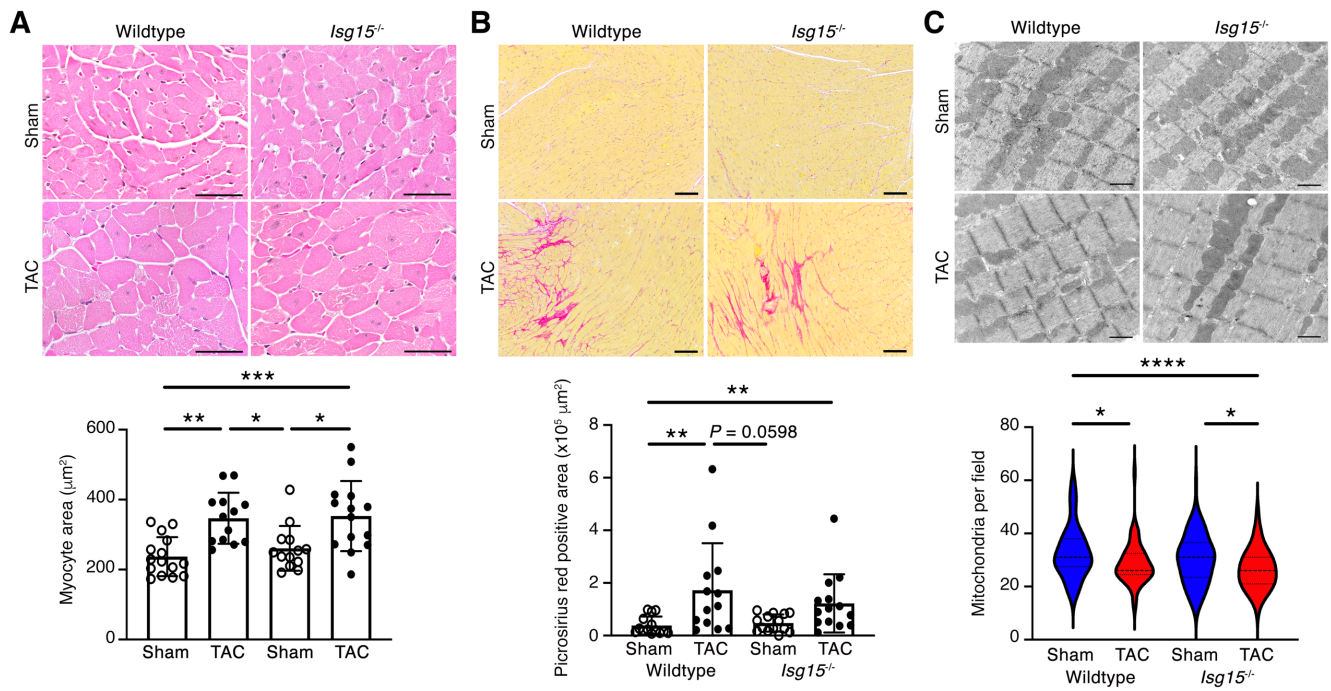 A
Wildtype
Isg15-/-
Sham
TAC
***
** * *
Myocyte area (μm2)
600
400
200
0
Sham TAC Sham TAC
B
Wildtype
Isg15-/-
Sham
TAC
**
** P = 0.0598
Picrosirius red positive area (x10⁵ μm2)
8
6
4
2
0
Sham TAC Sham TAC
Wildtype Isg15-/-
C
Wildtype
Isg15-/-
Sham
TAC
****
* *
Mitochondria per field
80
60
40
20
0
Sham TAC Sham TAC
Wildtype Isg15-/-